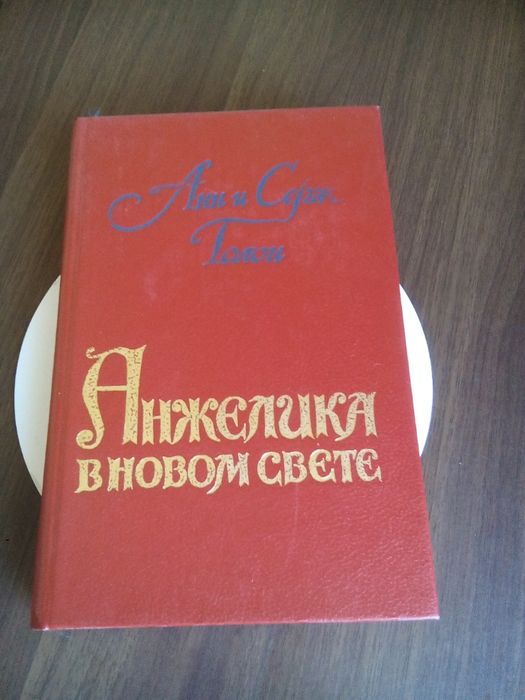 Анн и Серж
Голон
Анжелика
в новом свете